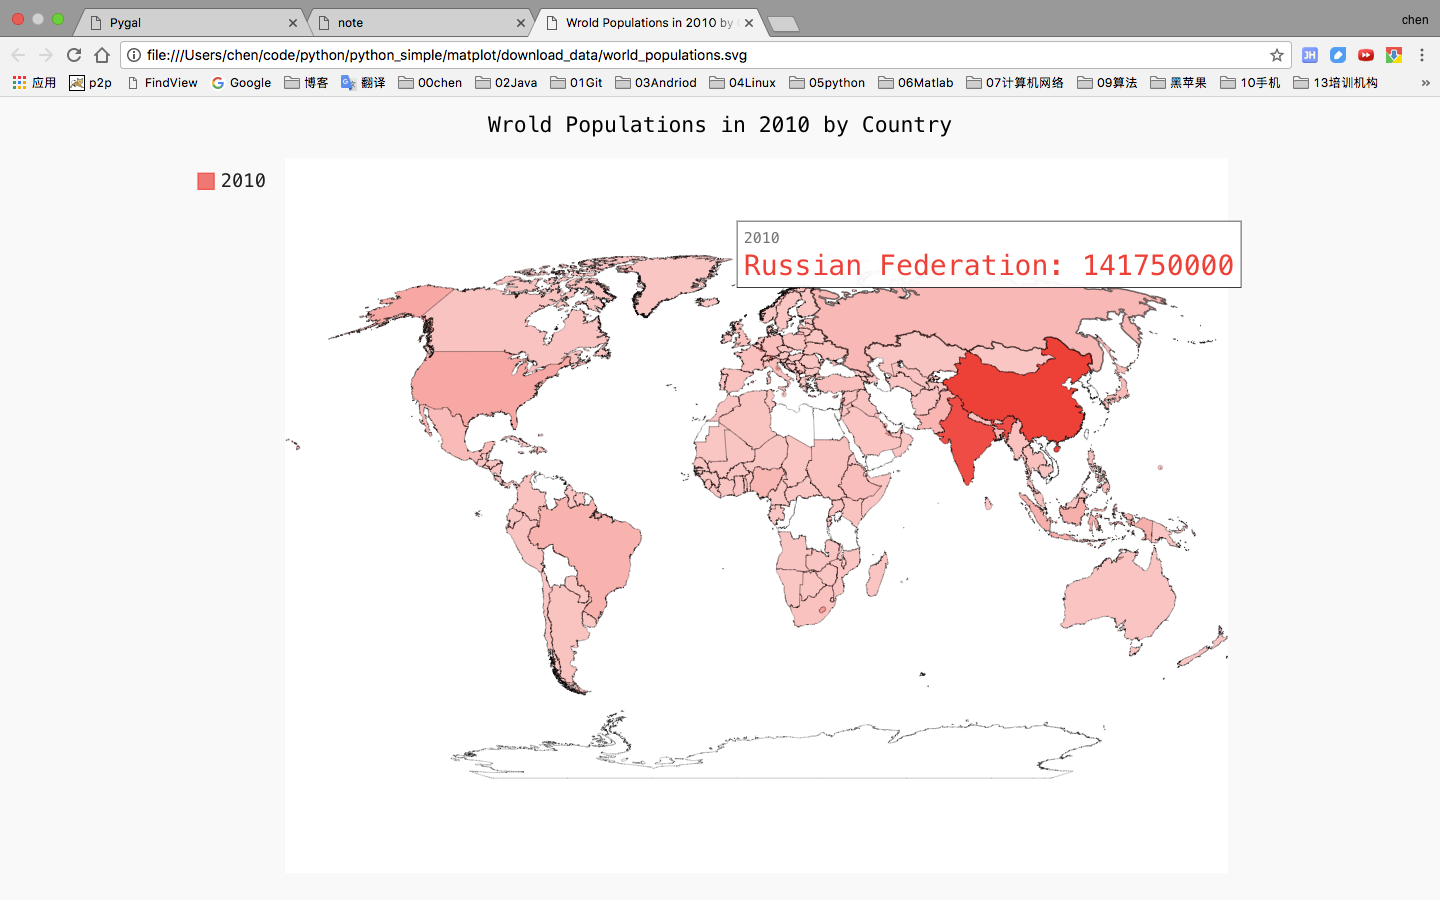 Pygal
note
Wrold Populations in 2010 by
chen
file:///Users/chen/code/python/python_simple/matplot/download_data/world_populations.svg
JH
应用 p2p FindView Google 博客 翻译 00chen 02Java 01Git 03Andriod 04Linux 05python 06Matlab 07计算机网络 09算法 黑苹果 10手机 13培训机构 »
Wrold Populations in 2010 by Country
2010
2010
Russian Federation: 141750000